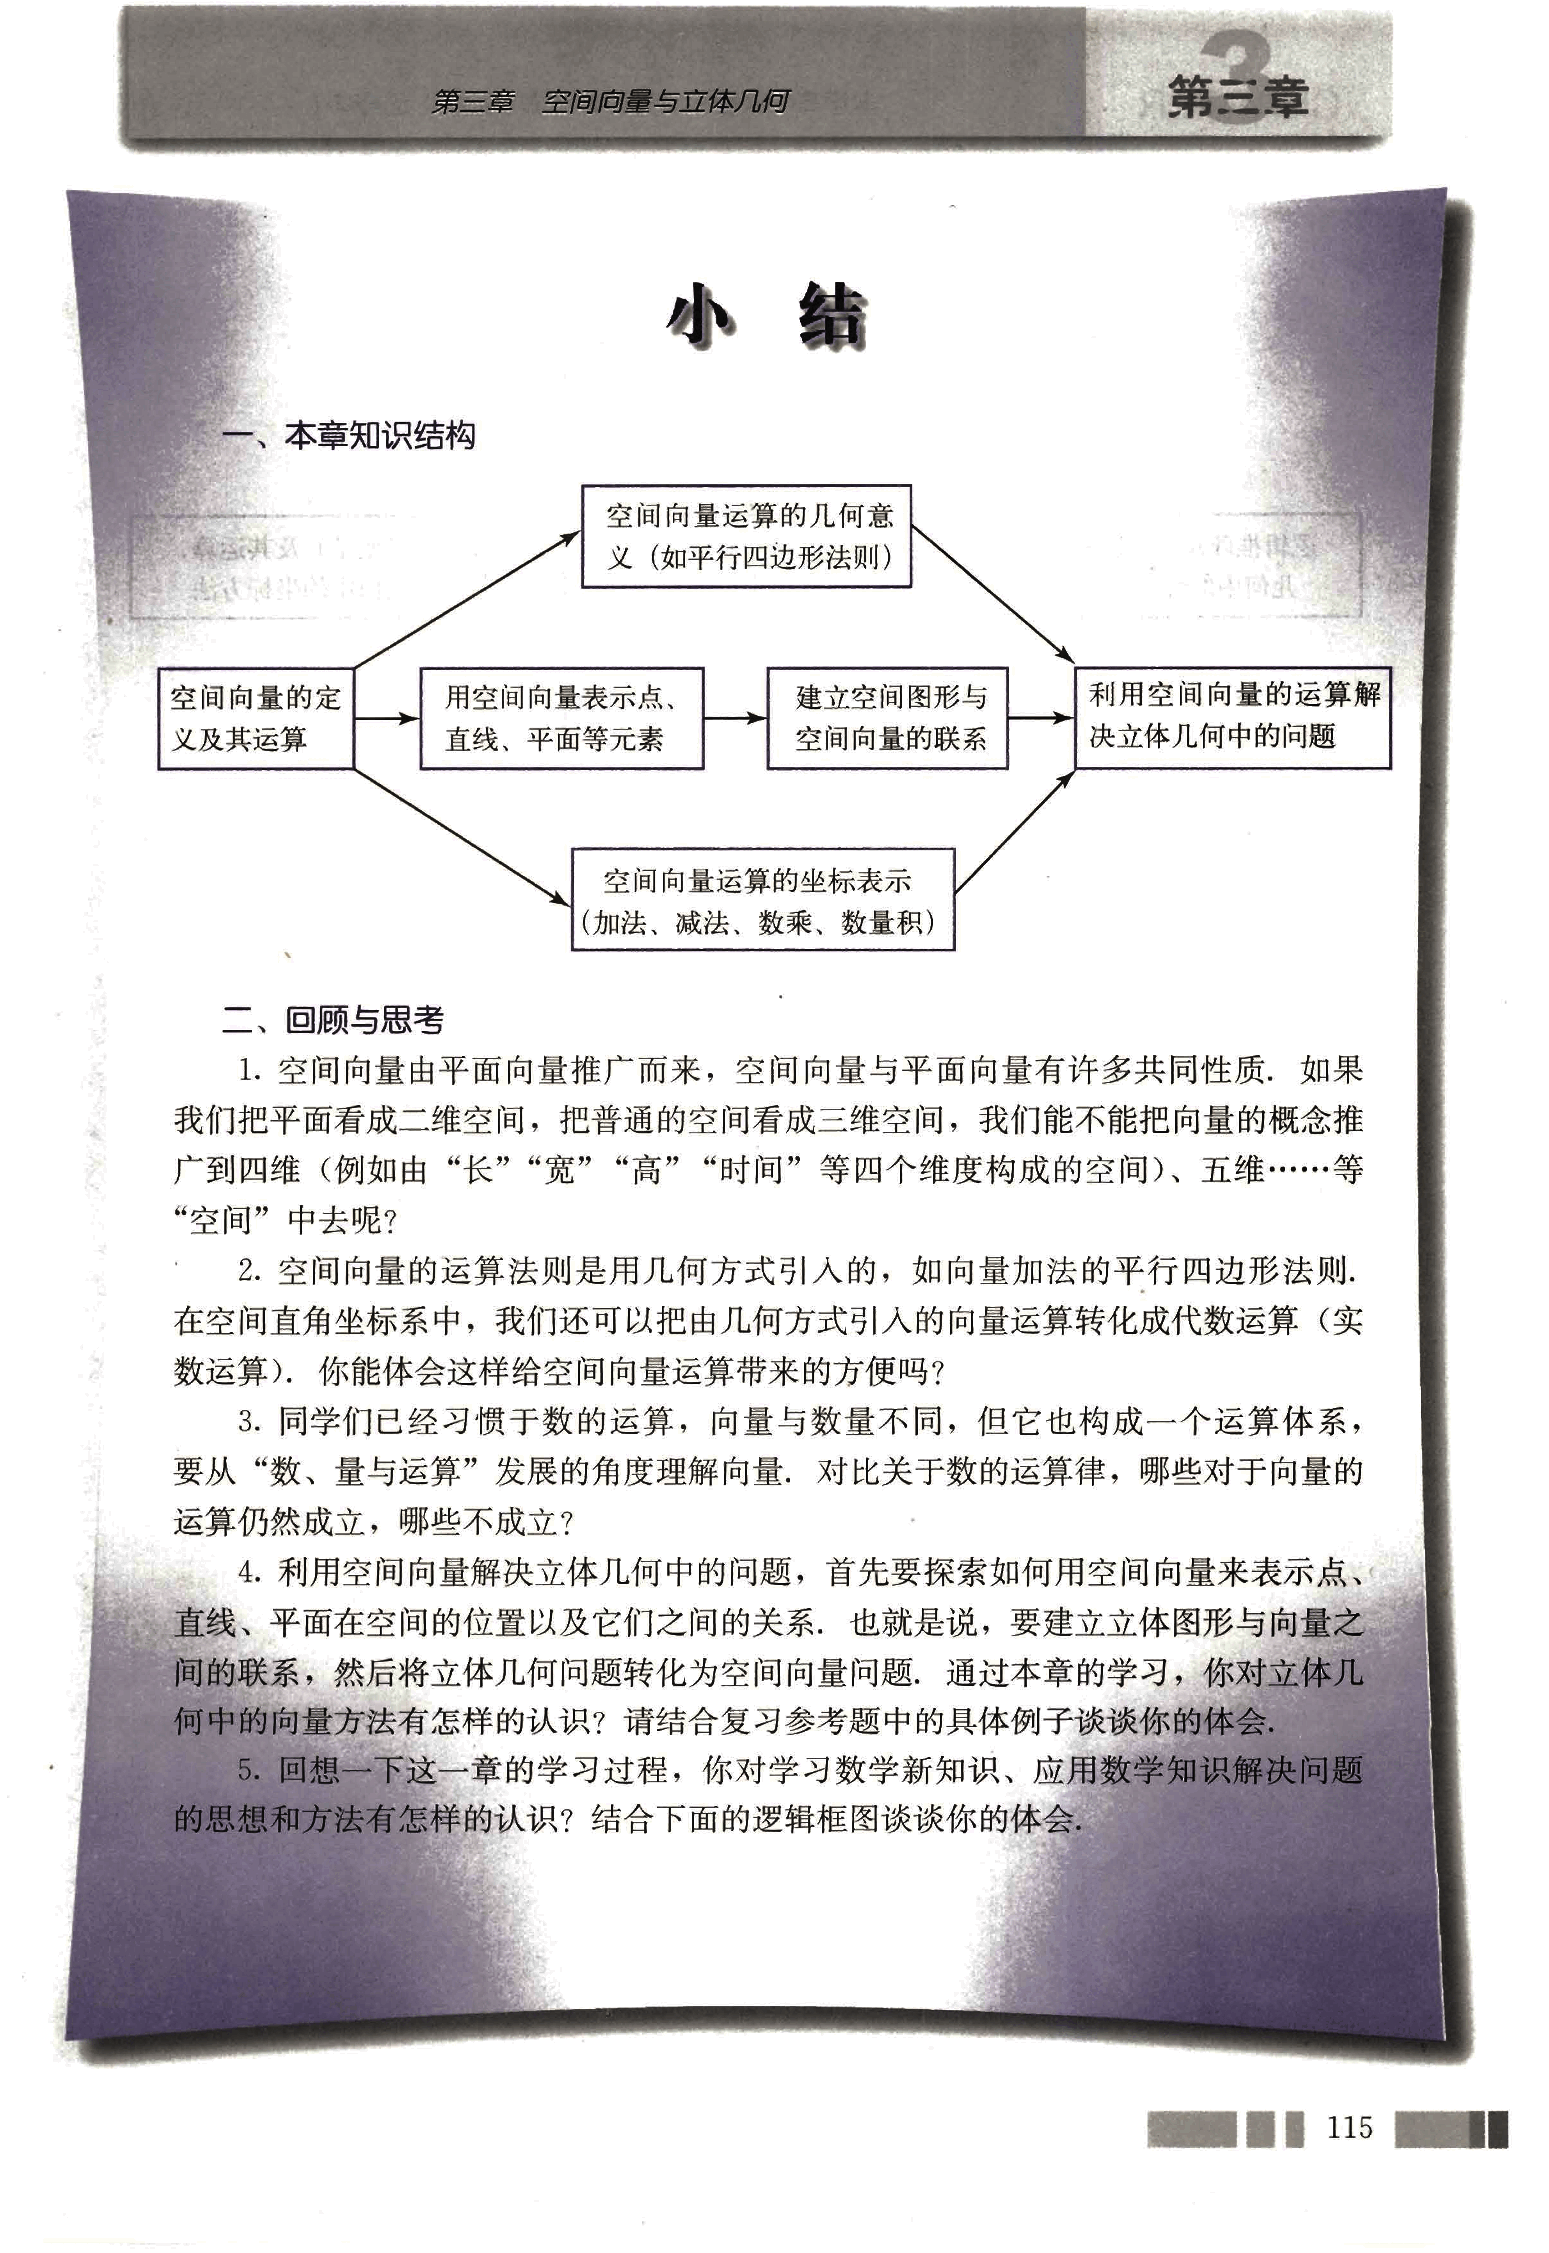 第三章　空间向量与立体几何
3
第三章
小　结
一、本章知识结构
空间向量运算的几何意
义（如平行四边形法则）
空间向量的定
义及其运算
用空间向量表示点、
直线、平面等元素
建立空间图形与
空间向量的联系
利用空间向量的运算解
决立体几何中的问题
空间向量运算的坐标表示
（加法、减法、数乘、数量积）
二、回顾与思考
1. 空间向量由平面向量推广而来，空间向量与平面向量有许多共同性质．如果
我们把平面看成二维空间，把普通的空间看成三维空间，我们能不能把向量的概念推
广到四维（例如由“长”“宽”“高”“时间”等四个维度构成的空间）、五维……等
“空间”中去呢？
2. 空间向量的运算法则是用几何方式引入的，如向量加法的平行四边形法则．
在空间直角坐标系中，我们还可以把由几何方式引入的向量运算转化成代数运算（实
数运算）．你能体会这样给空间向量运算带来的方便吗？
3. 同学们已经习惯于数的运算，向量与数量不同，但它也构成一个运算体系，
要从“数、量与运算”发展的角度理解向量．对比关于数的运算律，哪些对于向量的
运算仍然成立，哪些不成立？
4. 利用空间向量解决立体几何中的问题，首先要探索如何用空间向量来表示点、
直线、平面在空间的位置以及它们之间的关系．也就是说，要建立立体图形与向量之
间的联系，然后将立体几何问题转化为空间向量问题．通过本章的学习，你对立体几
何中的向量方法有怎样的认识？请结合复习参考题中的具体例子谈谈你的体会．
5. 回想一下这一章的学习过程，你对学习数学新知识、应用数学知识解决问题
的思想和方法有怎样的认识？结合下面的逻辑框图谈谈你的体会．
115